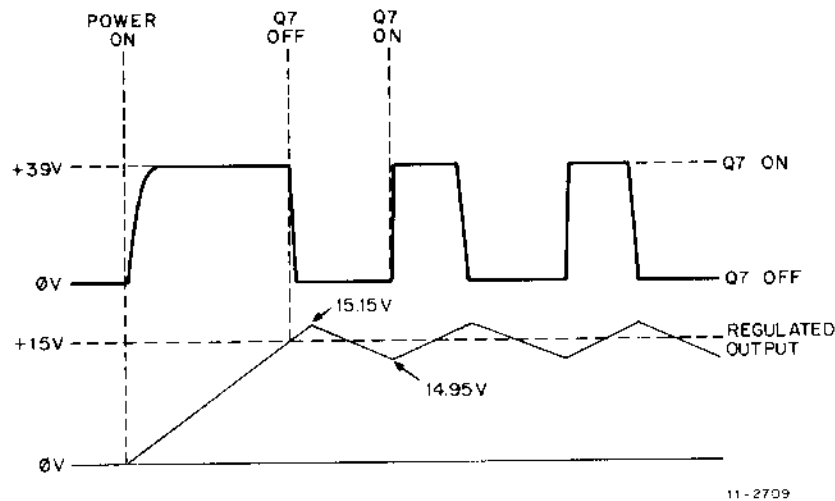 POWER
ON
Q7
OFF
Q7
ON
+39V
Q7 ON
ØV
Q7 OFF
15.15V
+15V
REGULATED
OUTPUT
14.95V
ØV
11-2709